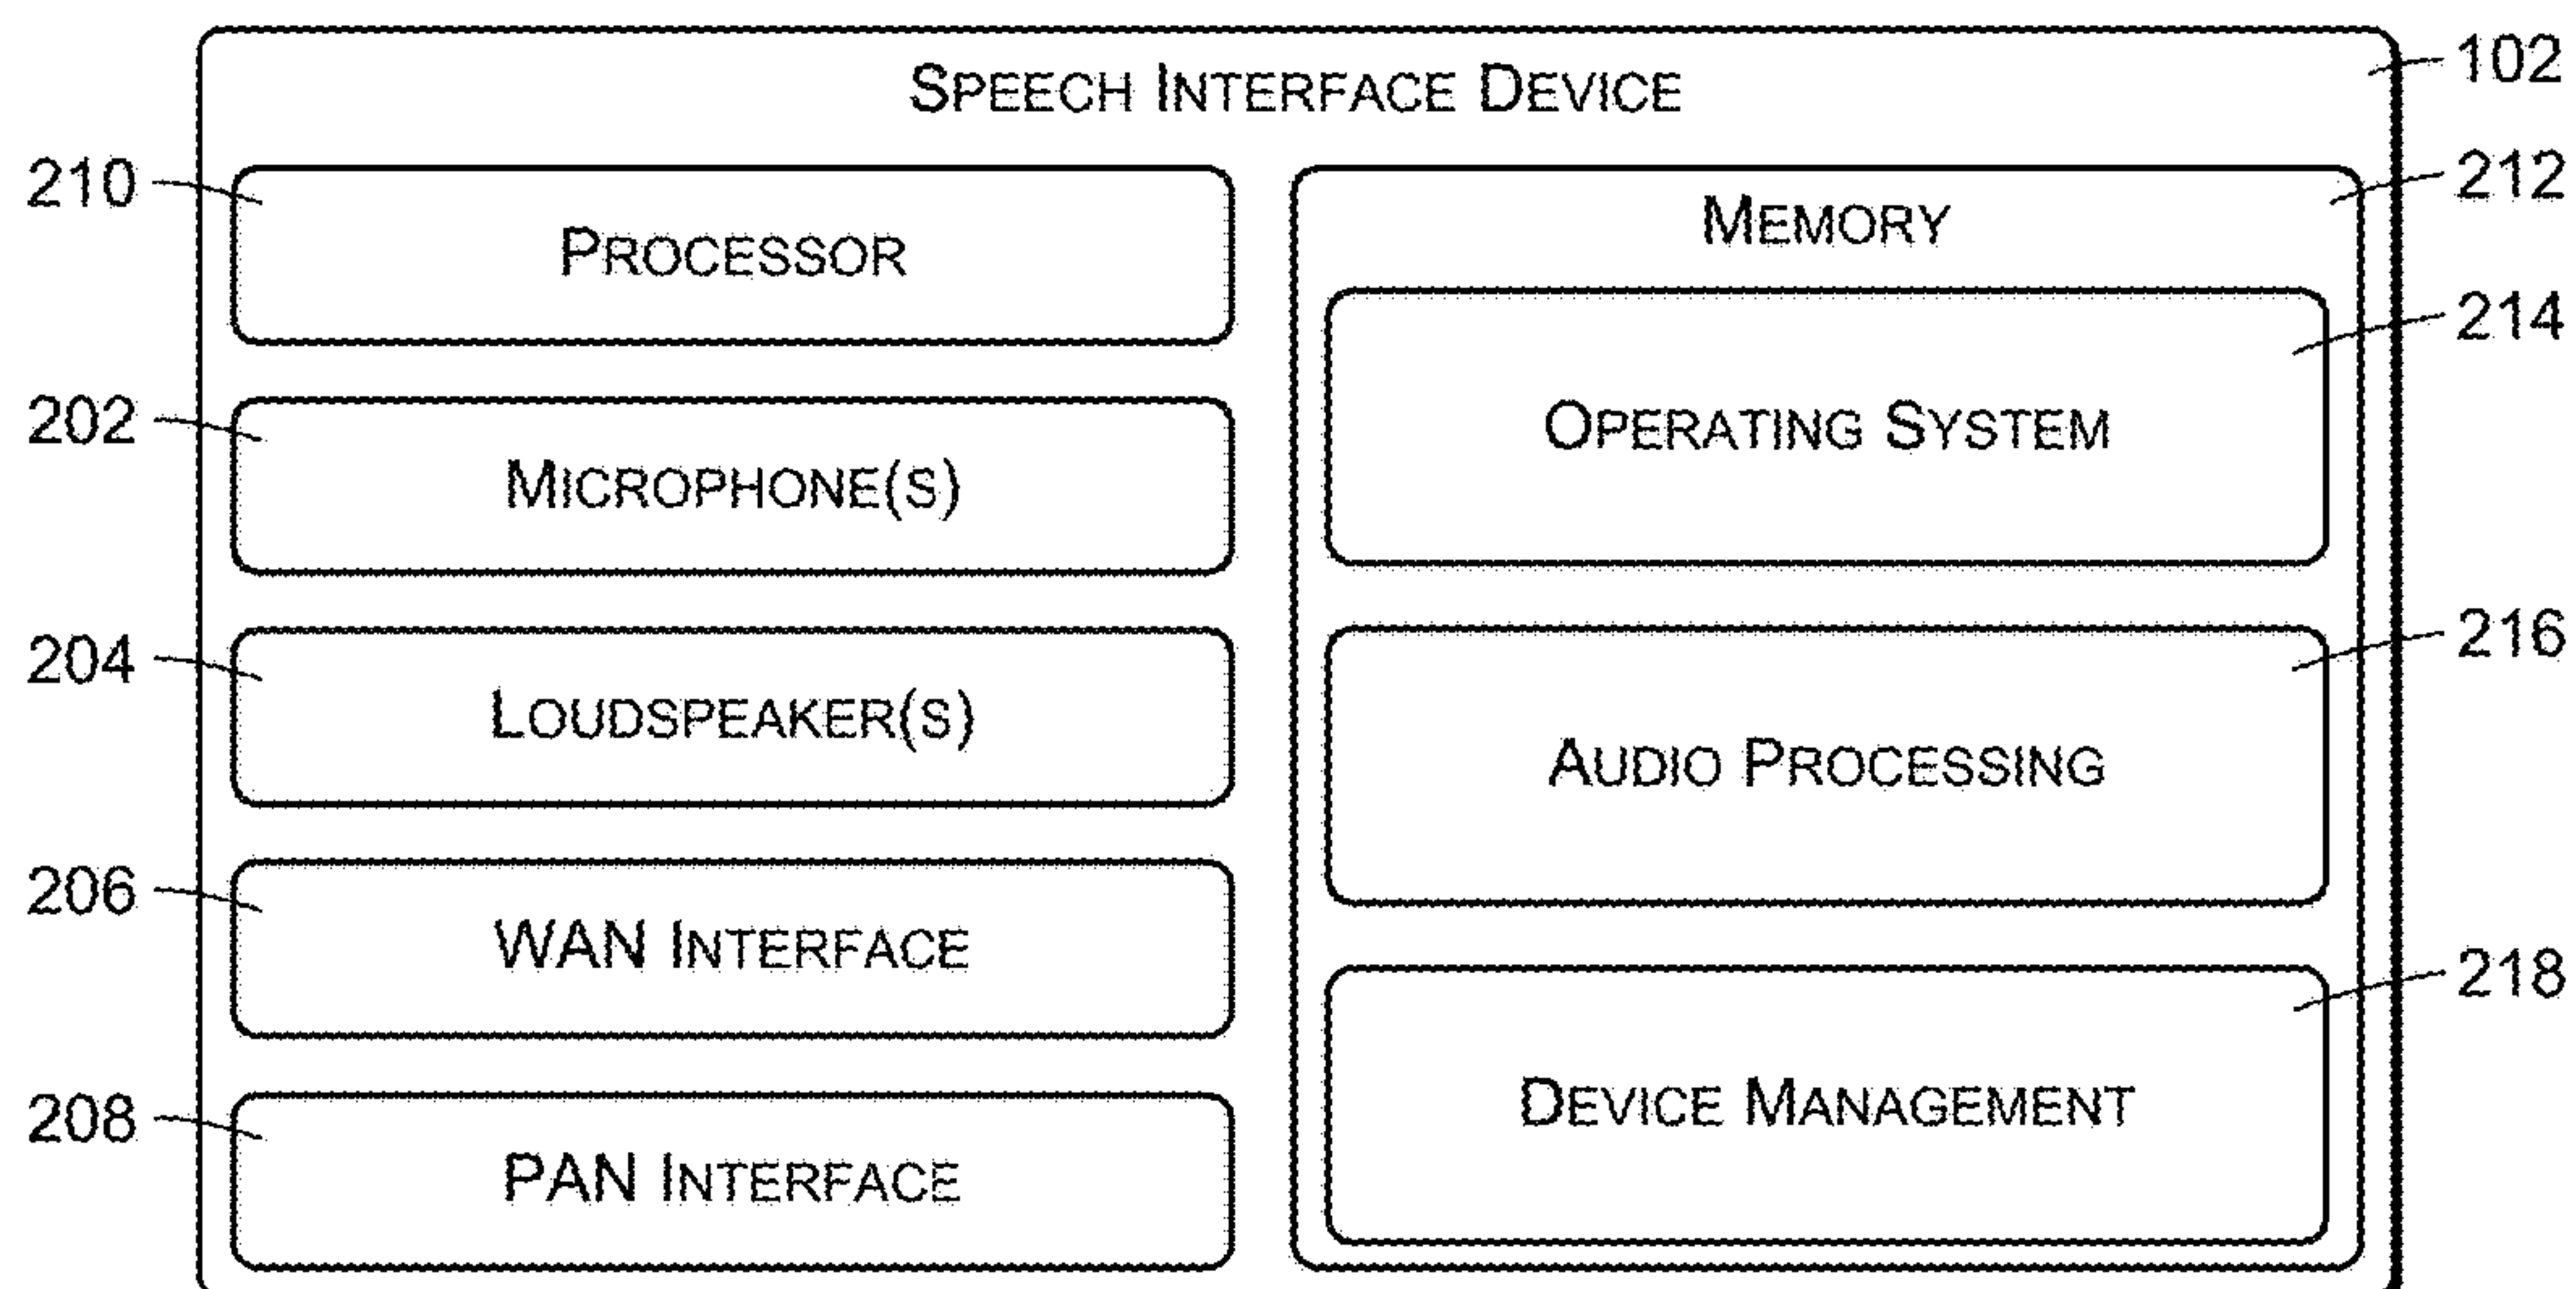 SPEECH INTERFACE DEVICE
102
210
PROCESSOR
202
MICROPHONE(S)
204
LOUDSPEAKER(S)
206
WAN INTERFACE
208
PAN INTERFACE
212
MEMORY
214
OPERATING SYSTEM
216
AUDIO PROCESSING
218
DEVICE MANAGEMENT